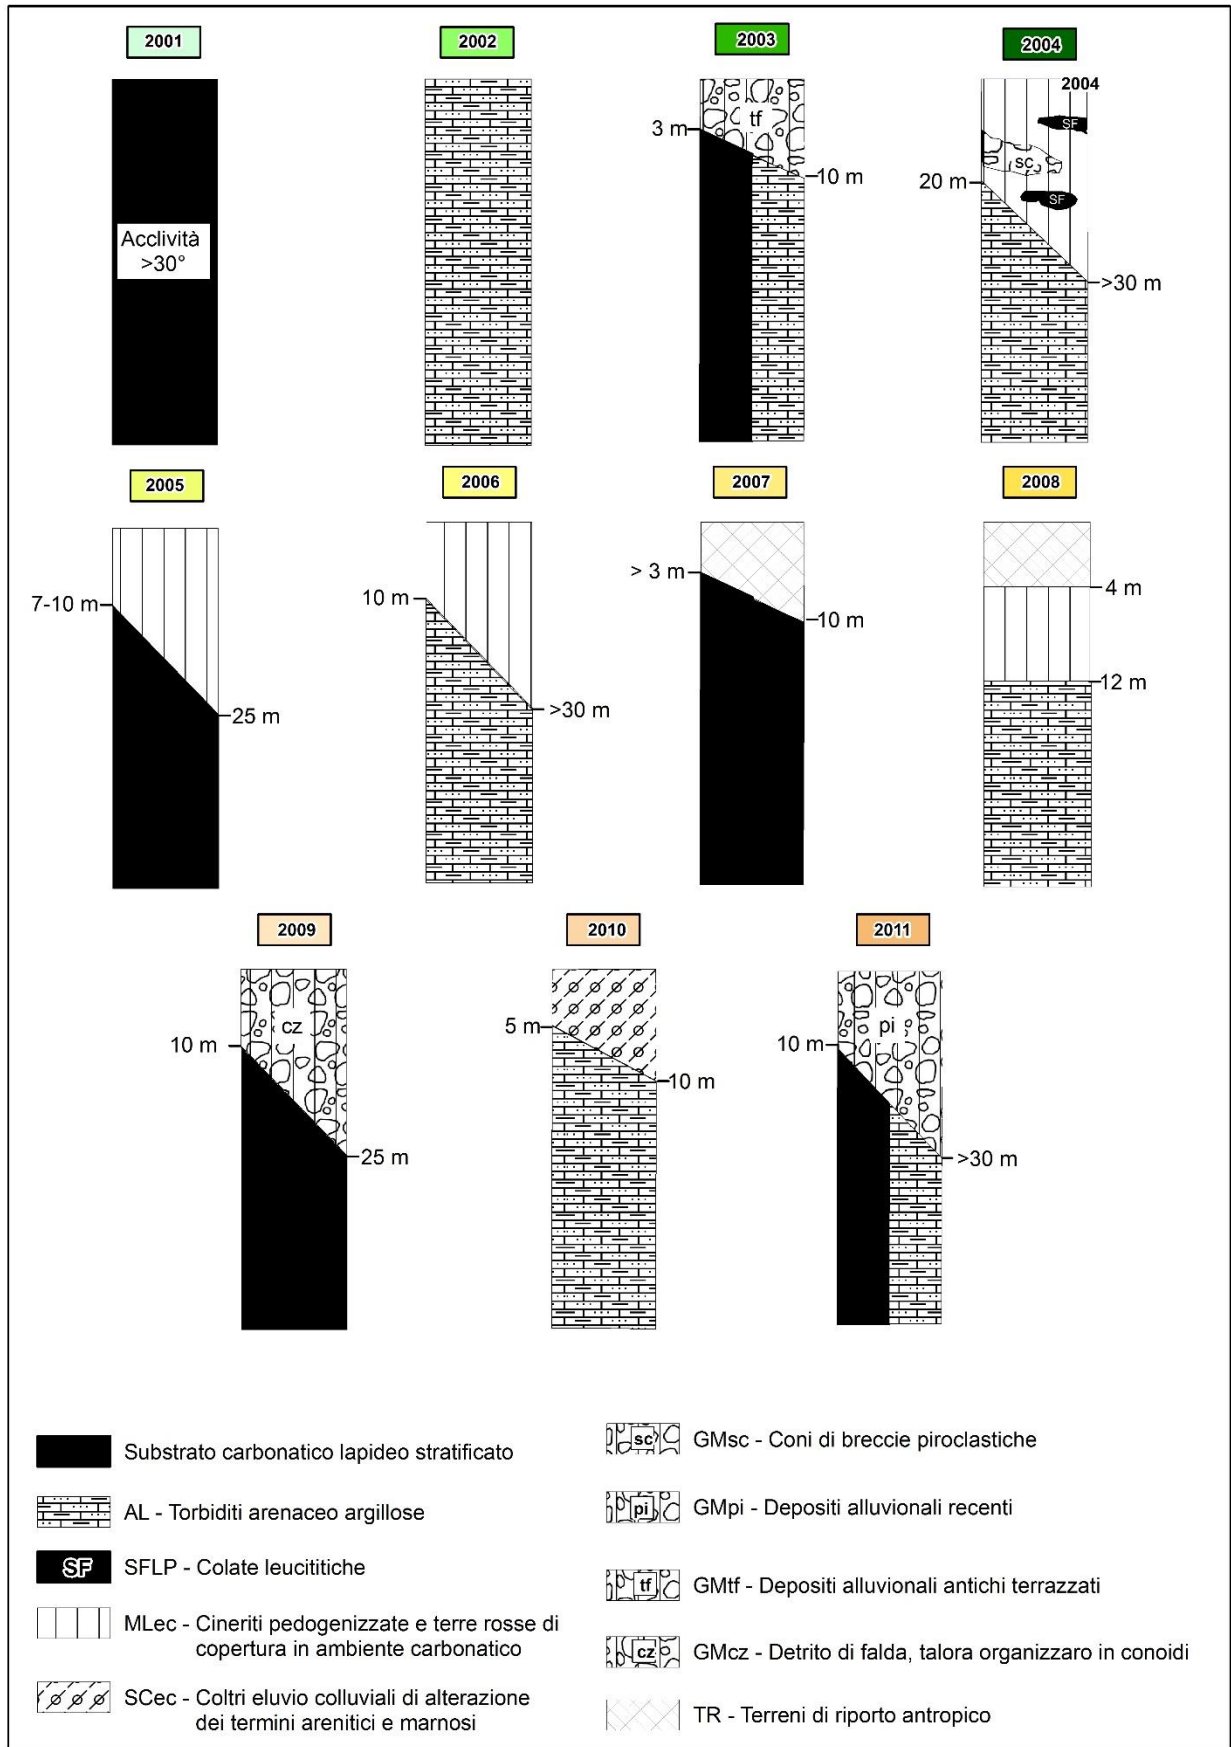 2001
2002
2003
2004
2004
SF
tf
3 m
10 m
sc
20 m
SF
>30 m
Acclività
>30°
2005
2006
2007
2008
7-10 m
25 m
10 m
>30 m
> 3 m
10 m
4 m
12 m
2009
2010
2011
cz
10 m
25 m
5 m
10 m
pi
10 m
>30 m
Substrato carbonatico lapideo stratificato
AL - Torbiditi arenaceo argillose
SF SFLP - Colate leucititiche
MLec - Cineriti pedogenizzate e terre rosse di
copertura in ambiente carbonatico
SCec - Coltri eluvio colluviali di alterazione
dei termini arenitici e marnosi
sc GMsc - Coni di breccie piroclastiche
pi GMpi - Depositi alluvionali recenti
tf GMtf - Depositi alluvionali antichi terrazzati
cz GMcz - Detrito di falda, talora organizzaro in conoidi
TR - Terreni di riporto antropico